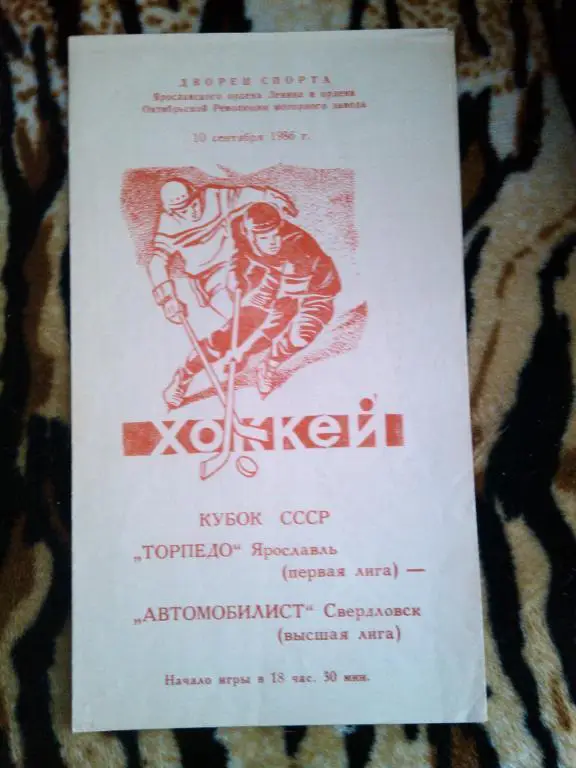 ДВОРЕЦ СПОРТА
Ярославского ордена Ленина и ордена
Октябрьской Революции моторного завода
10 сентября 1986 г.
ХОККЕЙ
КУБОК СССР
„ТОРПЕДО“ Ярославль
(первая лига) —
„АВТОМОБИЛИСТ“ Свердловск
(высшая лига)
Начало игры в 18 час. 30 мин.